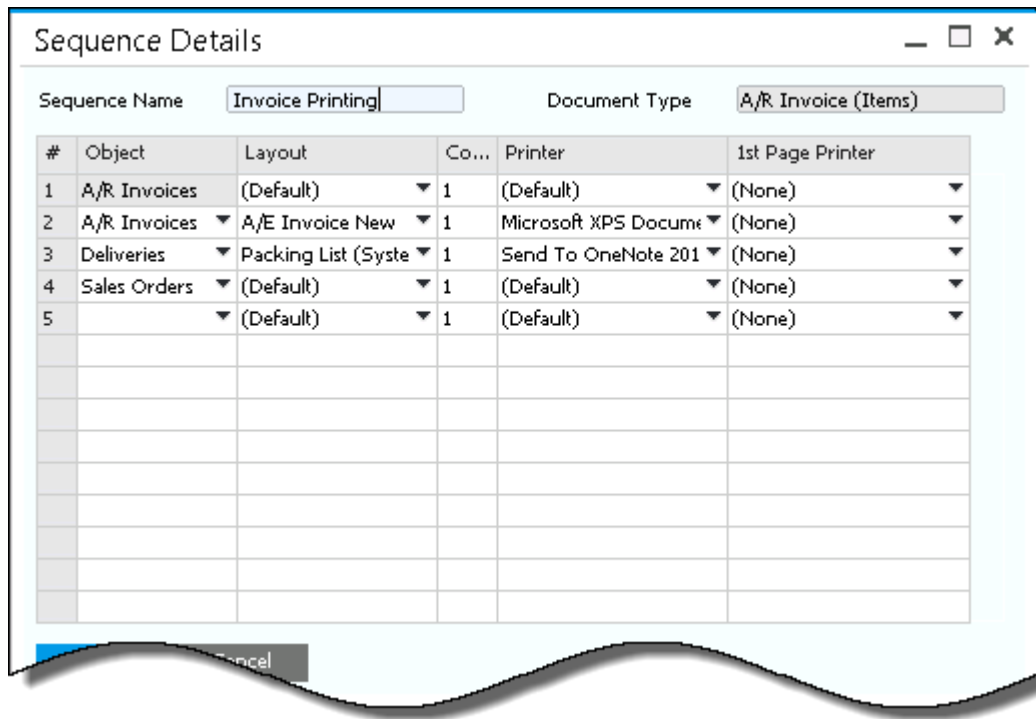 Sequence Details
Sequence Name Invoice Printing Document Type A/R Invoice (Items)
# Object Layout Co... Printer 1st Page Printer
1 A/R Invoices (Default) 1 (Default) (None)
2 A/R Invoices A/E Invoice New 1 Microsoft XPS Docume (None)
3 Deliveries Packing List (Syste 1 Send To OneNote 201 (None)
4 Sales Orders (Default) 1 (Default) (None)
5 (Default) 1 (Default) (None)
Cancel